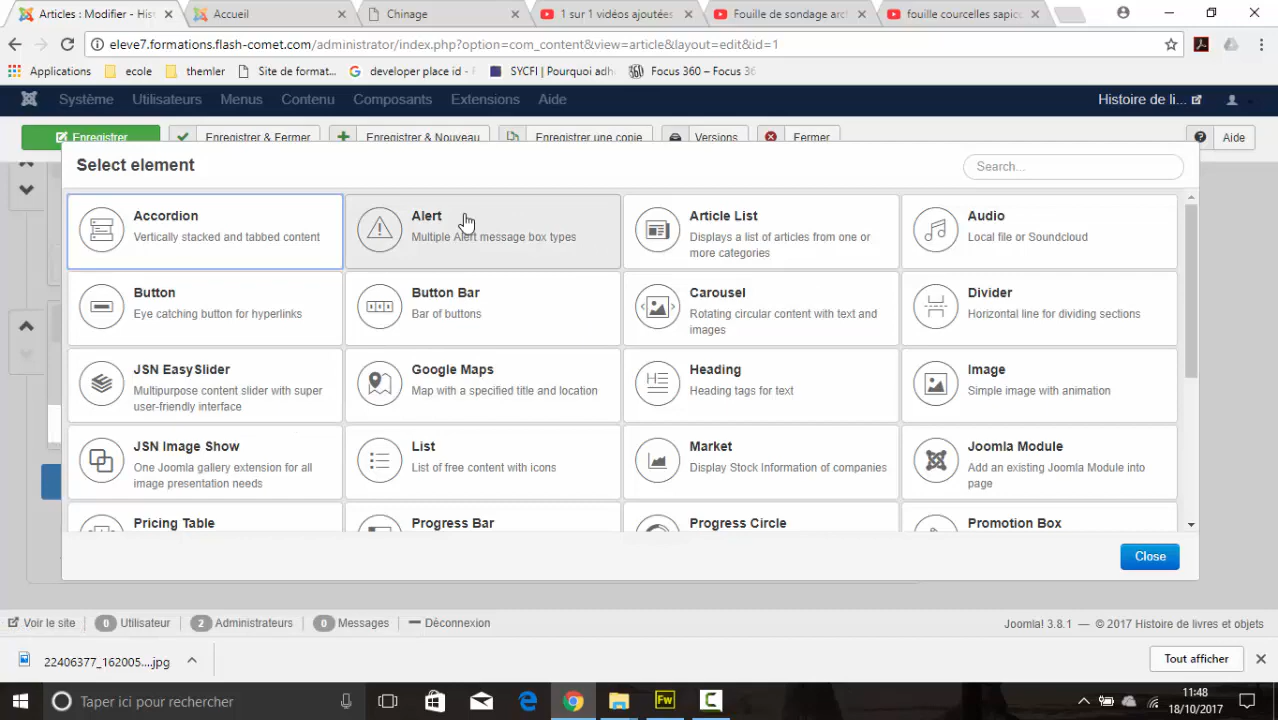 Articles : Modifier - His
Accueil
Chinage
1 sur 1 vidéos ajoutées
Fouille de sondage arc
fouille courcelles sapicc
eleve7.formations.flash-comet.com/administrator/index.php?option=com_content&view=article&layout=edit&id=1
Applications
ecole
themler
Site de format...
developer place id -
SYCFI | Pourquoi adh
Focus 360 – Focus 36
Système
Utilisateurs
Menus
Contenu
Composants
Extensions
Aide
Histoire de li...
Enregistrer
Enregistrer & Fermer
Enregistrer & Nouveau
Enregistrer une copie
Versions
Fermer
Aide
Select element
Search...
Accordion
Vertically stacked and tabbed content
Alert
Multiple Alert message box types
Article List
Displays a list of articles from one or
more categories
Audio
Local file or Soundcloud
Button
Eye catching button for hyperlinks
Button Bar
Bar of buttons
Carousel
Rotating circular content with text and
images
Divider
Horizontal line for dividing sections
JSN EasySlider
Multipurpose content slider with super
user-friendly interface
Google Maps
Map with a specified title and location
Heading
Heading tags for text
Image
Simple image with animation
JSN Image Show
One Joomla gallery extension for all
image presentation needs
List
List of free content with icons
Market
Display Stock Information of companies
Joomla Module
Add an existing Joomla Module into
page
Pricing Table
Progress Bar
Progress Circle
Promotion Box
Close
Voir le site
0 Utilisateur
2 Administrateurs
0 Messages
Déconnexion
Joomla! 3.8.1 — © 2017 Histoire de livres et objets
22406377_162005....jpg
Tout afficher
Taper ici pour rechercher
Fw
11:48
18/10/2017